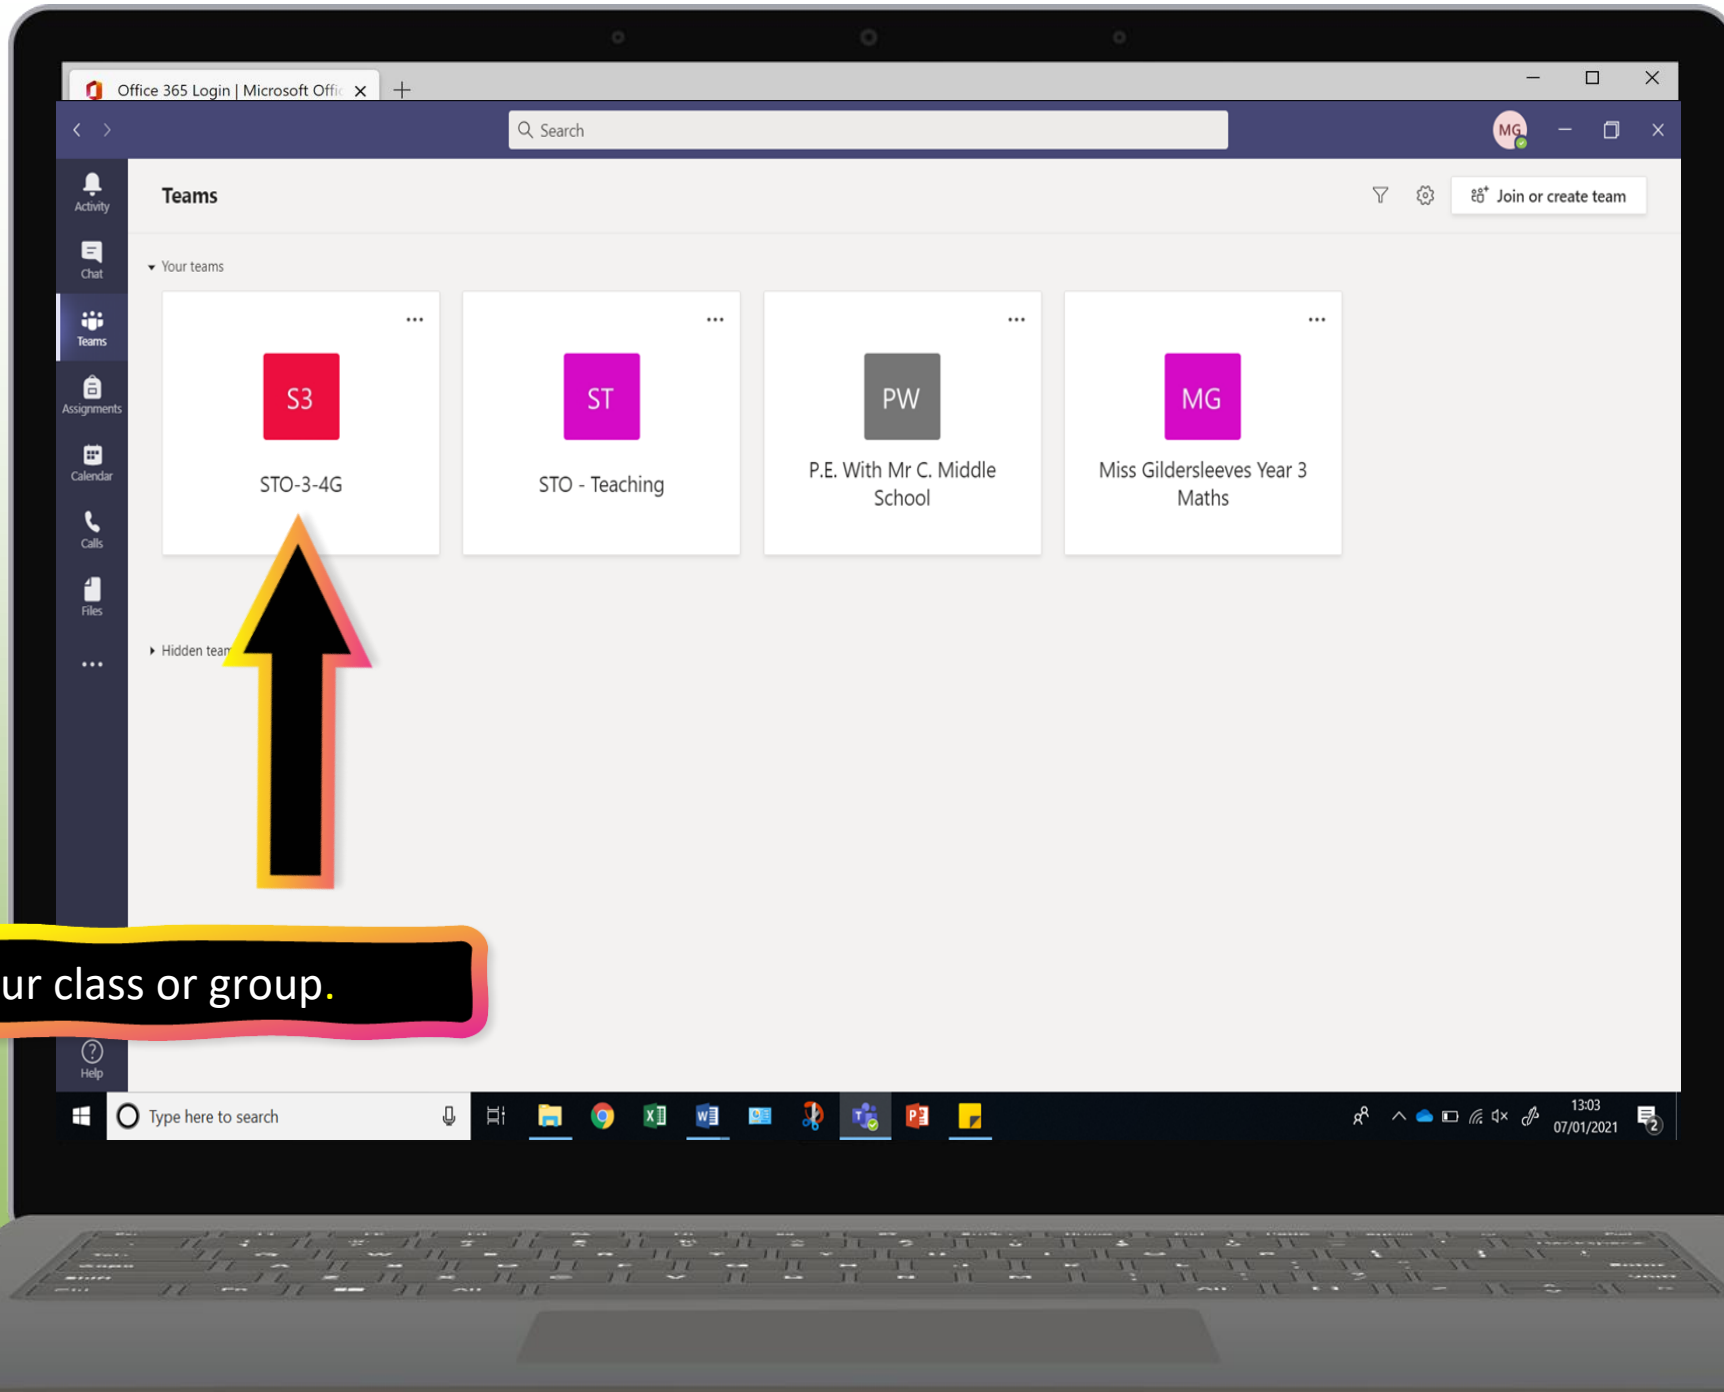 Office 365 Login | Microsoft Offic
Search
MG
Activity
Teams
Join or create team
Chat
Your teams
Teams
S3
ST
PW
MG
Assignments
STO-3-4G
STO - Teaching
P.E. With Mr C. Middle
School
Miss Gildersleeves Year 3
Maths
Calendar
Calls
Files
Hidden team
ur class or group.
Help
Type here to search
13:03
07/01/2021
2